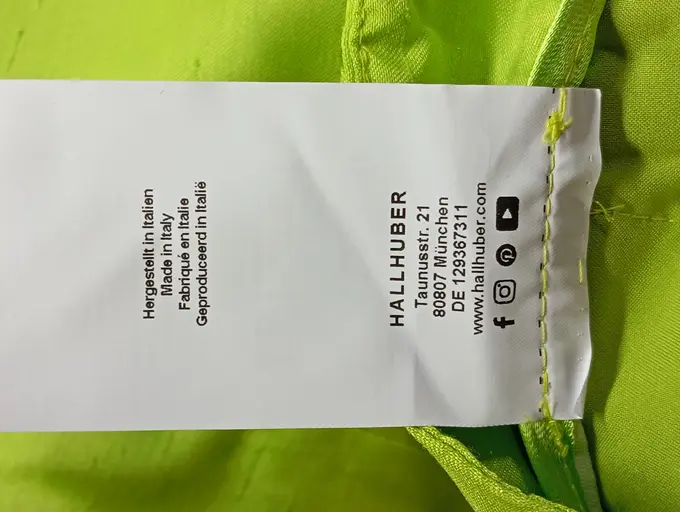 Hergestellt in Italien
Made in Italy
Fabriqué en Italie
Geproduceerd in Italië
HALLHUBER
Taunusstr. 21
80807 München
DE 129367311
www.hallhuber.com